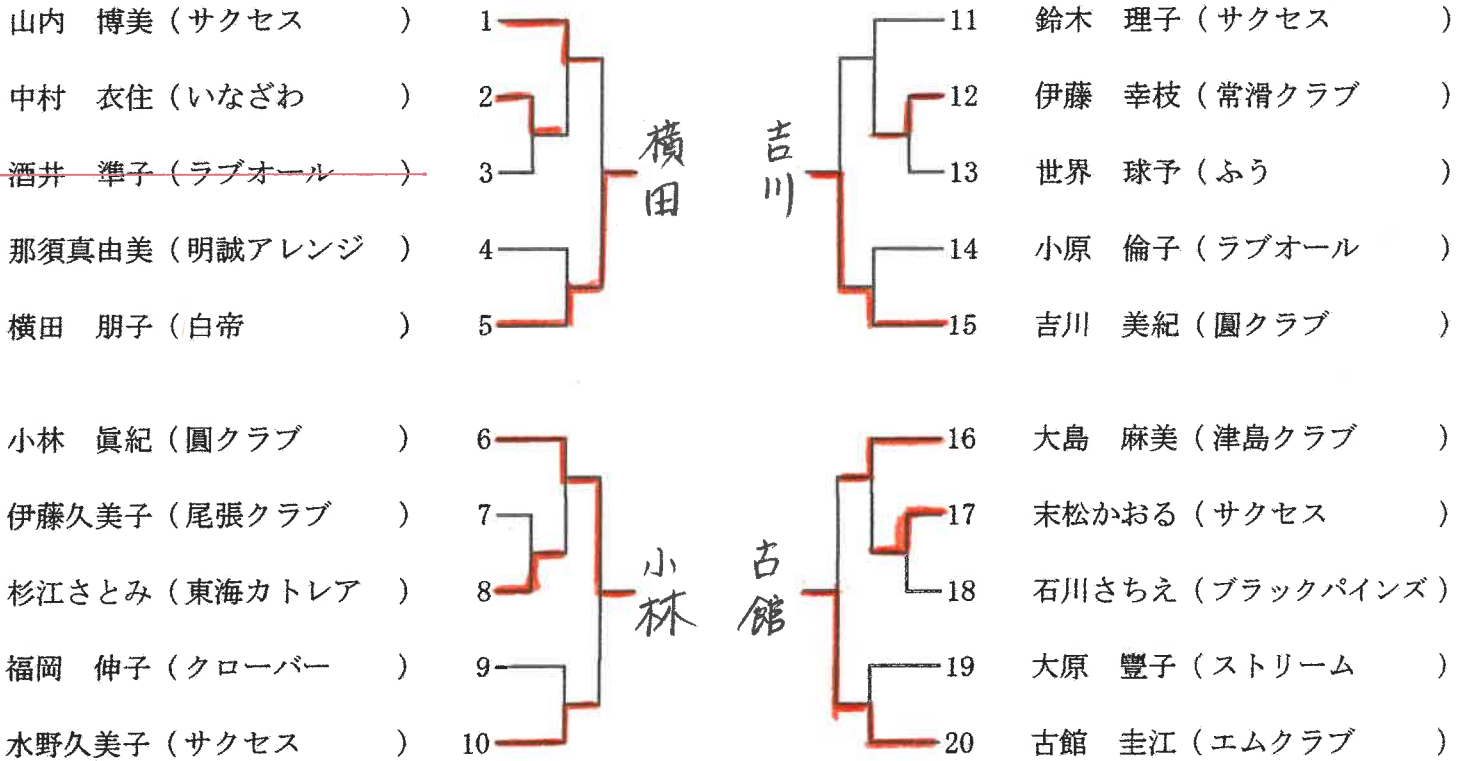 山内　博美（サクセス　）　1
中村　衣住（いなざわ　）　2
酒井　準子（ラブオール　）　3
那須真由美（明誠アレンジ　）　4
横田　朋子（白帝　）　5
横田
小林　眞紀（圓クラブ　）　6
伊藤久美子（尾張クラブ　）　7
杉江さとみ（東海カトレア　）　8
福岡　伸子（クローバー　）　9
水野久美子（サクセス　）　10
小林
11　鈴木　理子（サクセス　）
12　伊藤　幸枝（常滑クラブ　）
13　世界　球予（ふう　）
14　小原　倫子（ラブオール　）
15　吉川　美紀（圓クラブ　）
吉川
16　大島　麻美（津島クラブ　）
17　末松かおる（サクセス　）
18　石川さちえ（ブラックパインズ）
19　大原　豐子（ストリーム　）
20　古館　圭江（エムクラブ　）
古館